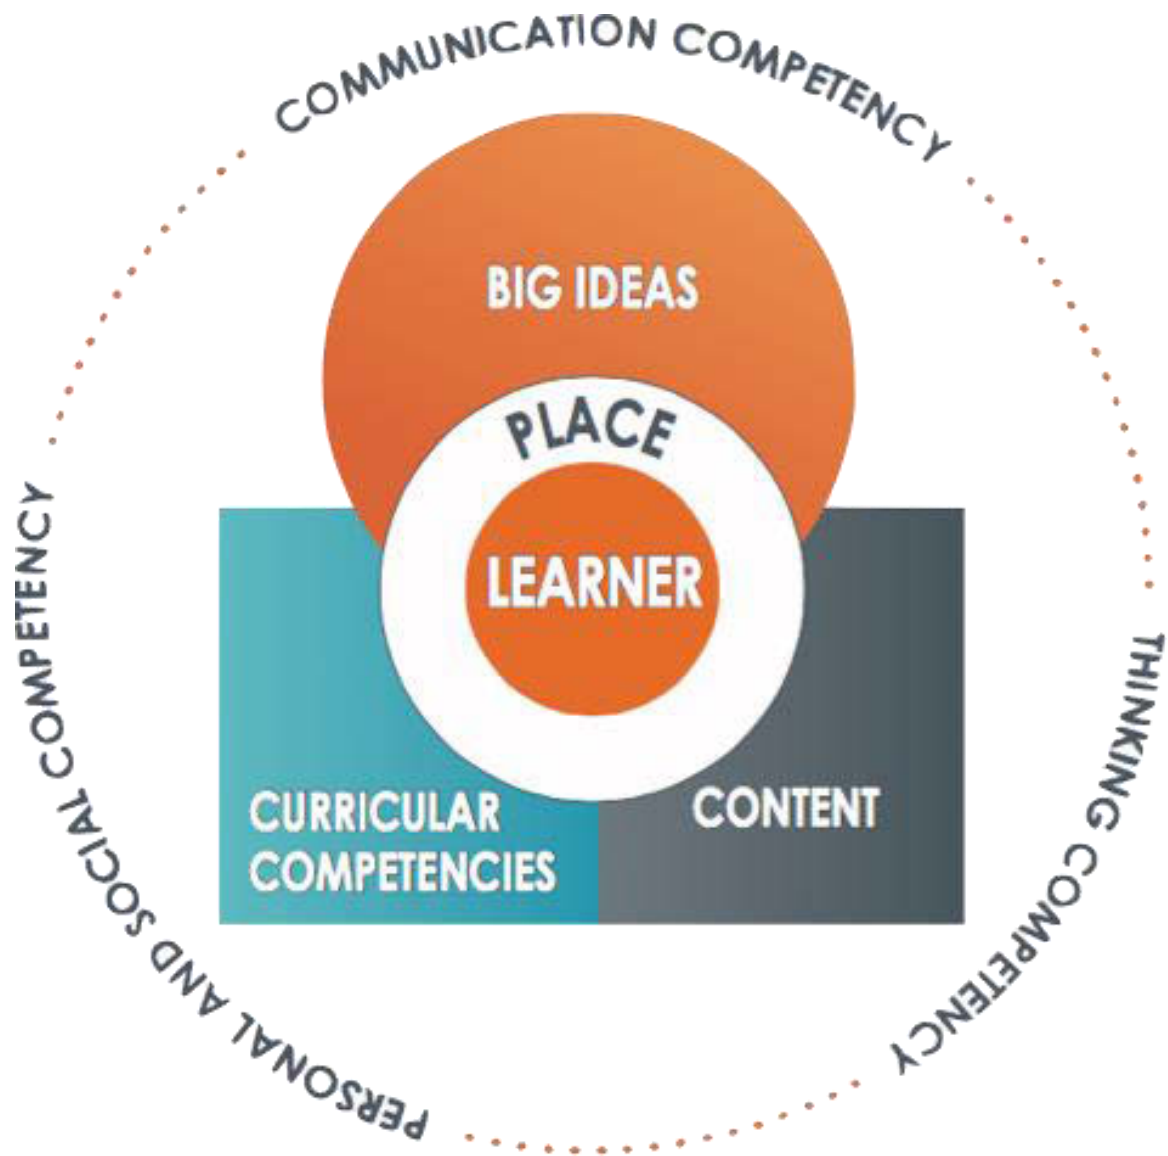 COMMUNICATION COMPETENCY
BIG IDEAS
PLACE
LEARNER
CURRICULAR
COMPETENCIES
CONTENT
THINKING COMPETENCY
PERSONAL AND SOCIAL COMPETENCY